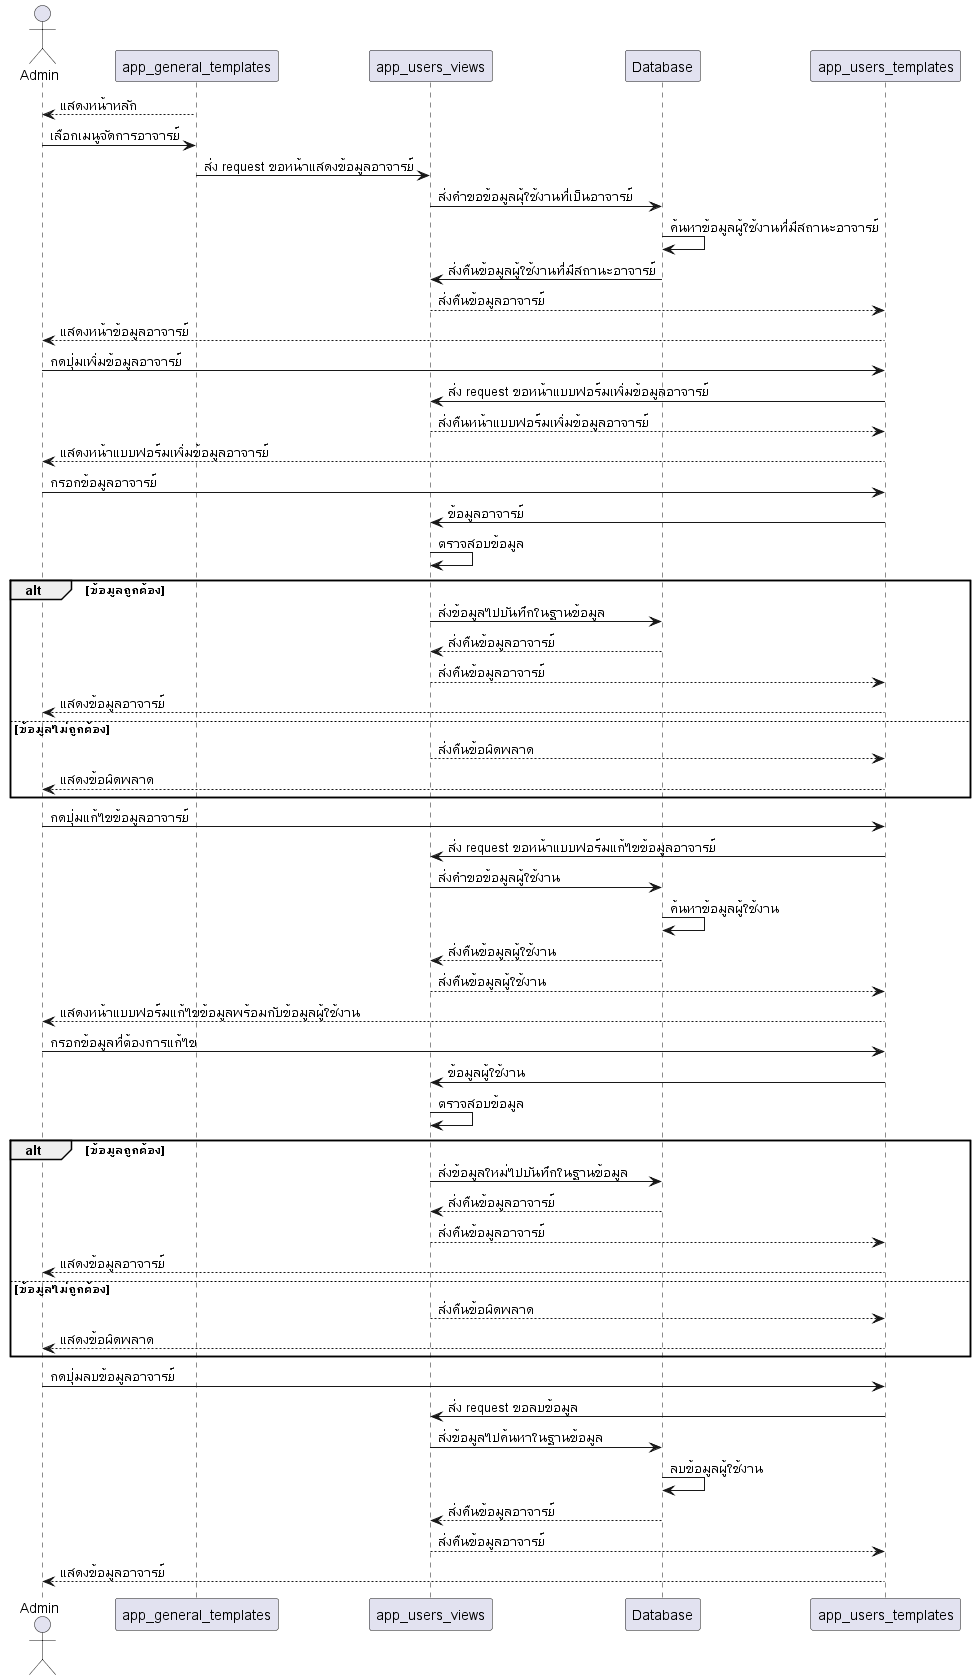 Admin
app_general_templates
app_users_views
Database
app_users_templates
แสดงหน้าหลัก
เลือกเมนูจัดการอาจารย์
ส่ง request ขอหน้าแสดงข้อมูลอาจารย์
ส่งคำขอข้อมูลผุ้ใช้งานที่เป็นอาจารย์
ค้นหาข้อมูลผู้ใช้งานที่มีสถานะอาจารย์
ส่งคืนข้อมูลผู้ใช้งานที่มีสถานะอาจารย์
ส่งคืนข้อมูลอาจารย์
แสดงหน้าข้อมูลอาจารย์
กดปุ่มเพิ่มข้อมูลอาจารย์
ส่ง request ขอหน้าแบบฟอร์มเพิ่มข้อมูลอาจารย์
ส่งคืนหน้าแบบฟอร์มเพิ่มข้อมูลอาจารย์
แสดงหน้าแบบฟอร์มเพิ่มข้อมูลอาจารย์
กรอกข้อมูลอาจารย์
ข้อมูลอาจารย์
ตรวจสอบข้อมูล
alt [ข้อมูลถูกต้อง]
ส่งข้อมูลไปบันทึกในฐานข้อมูล
ส่งคืนข้อมูลอาจารย์
ส่งคืนข้อมูลอาจารย์
แสดงข้อมูลอาจารย์
[ข้อมูลไม่ถูกต้อง]
ส่งคืนข้อผิดพลาด
แสดงข้อผิดพลาด
กดปุ่มแก้ไขข้อมูลอาจารย์
ส่ง request ขอหน้าแบบฟอร์มแก้ไขข้อมูลอาจารย์
ส่งคำขอข้อมูลผู้ใช้งาน
ค้นหาข้อมูลผู้ใช้งาน
ส่งคืนข้อมูลผู้ใช้งาน
ส่งคืนข้อมูลผู้ใช้งาน
แสดงหน้าแบบฟอร์มแก้ไขข้อมูลพร้อมกับข้อมูลผู้ใช้งาน
กรอกข้อมูลที่ต้องการแก้ไข
ข้อมูลผู้ใช้งาน
ตรวจสอบข้อมูล
alt [ข้อมูลถูกต้อง]
ส่งข้อมูลใหม่ไปบันทึกในฐานข้อมูล
ส่งคืนข้อมูลอาจารย์
ส่งคืนข้อมูลอาจารย์
แสดงข้อมูลอาจารย์
[ข้อมูลไม่ถูกต้อง]
ส่งคืนข้อผิดพลาด
แสดงข้อผิดพลาด
กดปุ่มลบข้อมูลอาจารย์
ส่ง request ขอลบข้อมูล
ส่งข้อมูลไปค้นหาในฐานข้อมูล
ลบข้อมูลผู้ใช้งาน
ส่งคืนข้อมูลอาจารย์
ส่งคืนข้อมูลอาจารย์
แสดงข้อมูลอาจารย์
Admin
app_general_templates
app_users_views
Database
app_users_templates